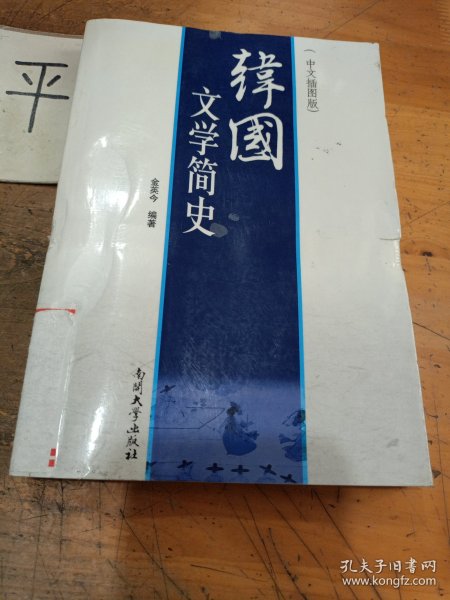 平
(中文插图版)
韓國
文学简史
金英今 编著
南開大學出版社
孔夫子旧书网
www.kongfz.com